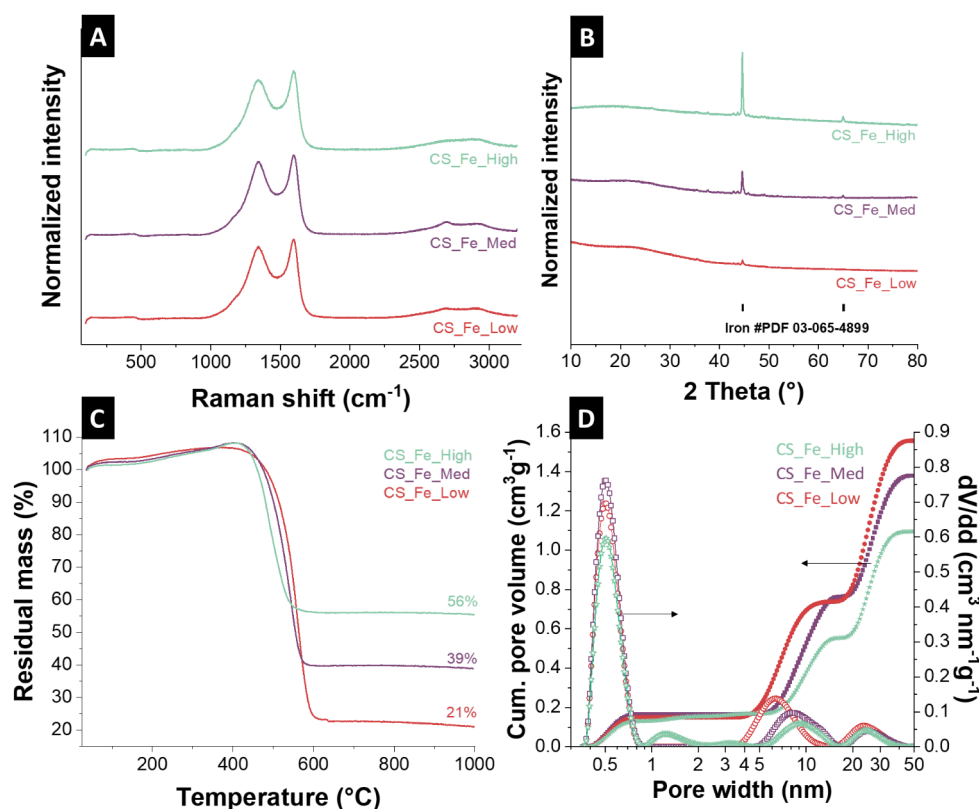 A
Normalized intensity
CS_Fe_High
CS_Fe_Med
CS_Fe_Low
500 1000 1500 2000 2500 3000
Raman shift (cm⁻¹)
B
Normalized intensity
CS_Fe_High
CS_Fe_Med
CS_Fe_Low
Iron #PDF 03-065-4899
10 20 30 40 50 60 70 80
2 Theta (°)
C
Residual mass (%)
110
100
90
80
70
60
50
40
30
20
CS_Fe_High
CS_Fe_Med
CS_Fe_Low
56%
39%
21%
200 400 600 800 1000
Temperature (°C)
D
Cum. pore volume (cm³g⁻¹)
1.6
1.4
1.2
1.0
0.8
0.6
0.4
0.2
0.0
CS_Fe_High
CS_Fe_Med
CS_Fe_Low
0.9
0.8
0.7
0.6
0.5
0.4
0.3
0.2
0.1
0.0
dV/dd (cm³ nm⁻¹g⁻¹)
0.5 1 2 3 4 5 10 20 30 50
Pore width (nm)